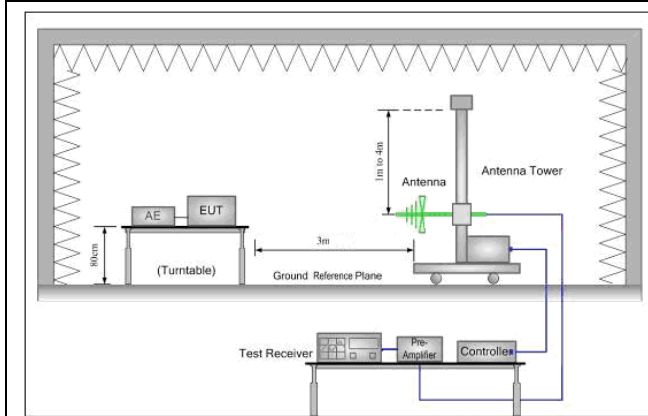 1m to 4m
Antenna
Antenna Tower
AE
EUT
80cm
(Turntable)
3m
Ground Reference Plane
Test Receiver
Pre-
Amplifier
Controller